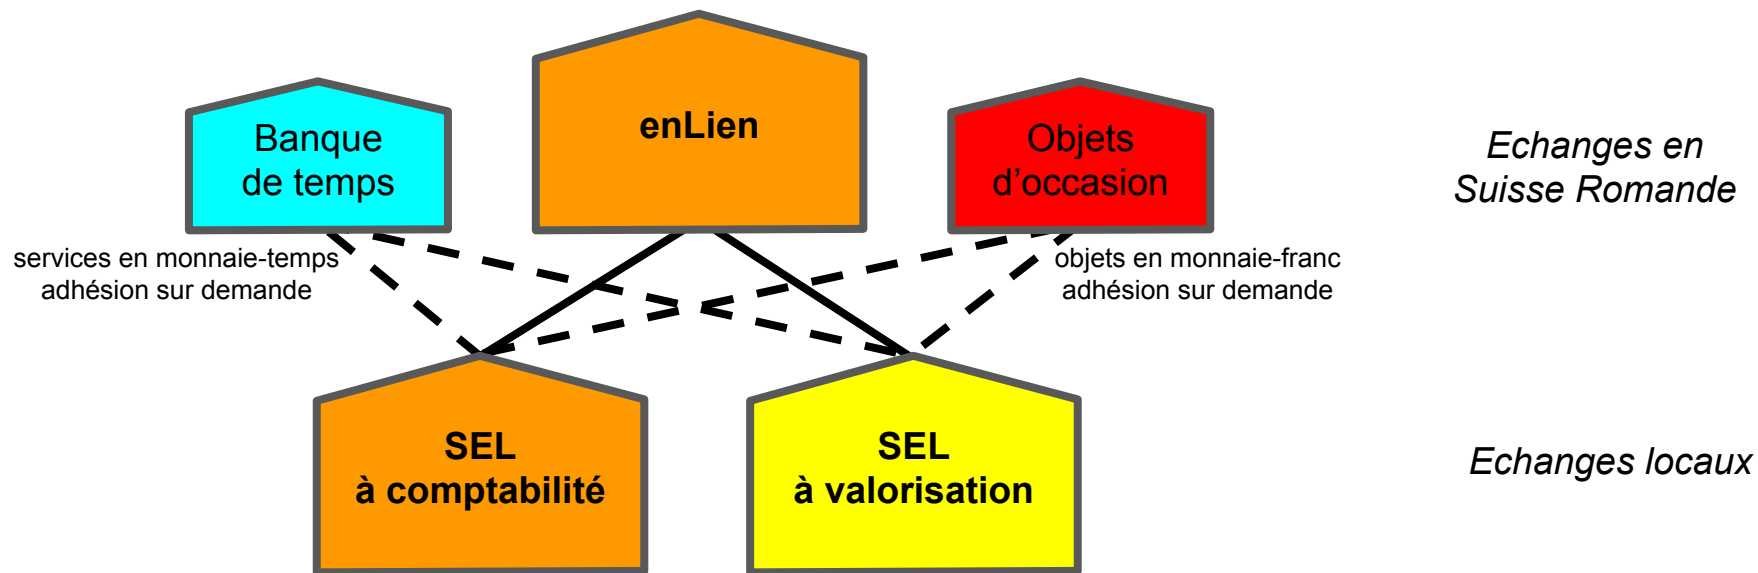 enLien
Banque
de temps
Objets
d’occasion
Echanges en
Suisse Romande
services en monnaie-temps
adhésion sur demande
objets en monnaie-franc
adhésion sur demande
SEL
à comptabilité
SEL
à valorisation
Echanges locaux